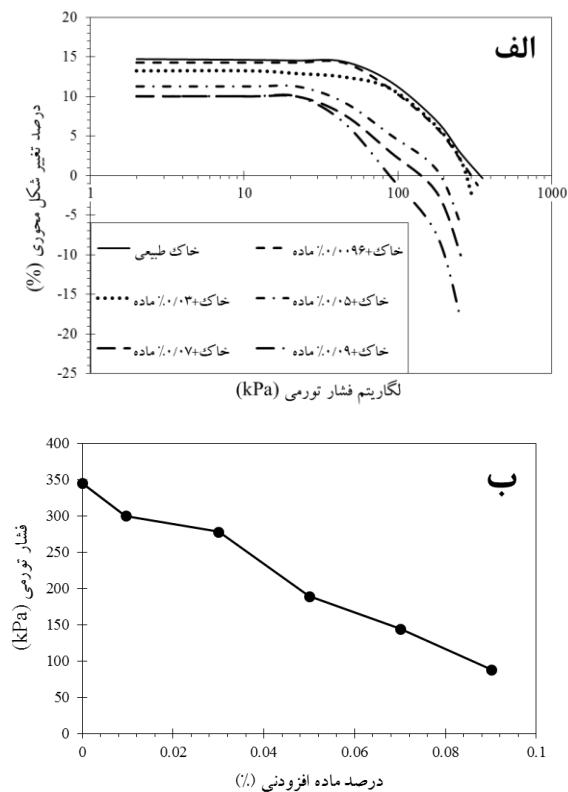 الف
20
15
10
5
0
-5
-10
-15
-20
-25
1
10
100
1000
درصد تغییر شکل محوری (%)
خاک طبیعی
خاک+۰/۰۰۹۶٪ ماده
خاک+۰/۰۳٪ ماده
خاک+۰/۰۵٪ ماده
خاک+۰/۰۷٪ ماده
خاک+۰/۰۹٪ ماده
لگاریتم فشار تورمی (kPa)
ب
400
350
300
250
200
150
100
50
0
فشار تورمی (kPa)
0
0.02
0.04
0.06
0.08
0.1
درصد ماده افزودنی (٪)